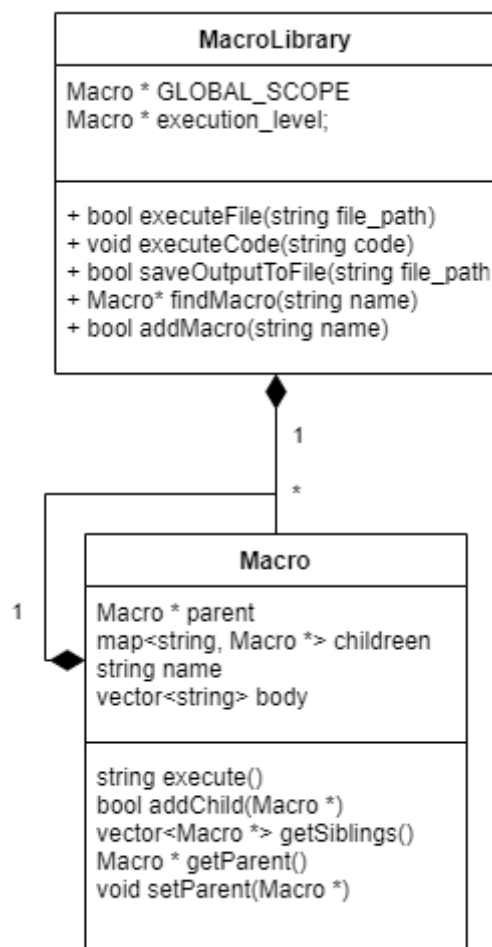 MacroLibrary
Macro * GLOBAL_SCOPE
Macro * execution_level;
+ bool executeFile(string file_path)
+ void executeCode(string code)
+ bool saveOutputToFile(string file_path
+ Macro* findMacro(string name)
+ bool addMacro(string name)
1
*
1
Macro
Macro * parent
map<string, Macro *> childreen
string name
vector<string> body
string execute()
bool addChild(Macro *)
vector<Macro *> getSiblings()
Macro * getParent()
void setParent(Macro *)